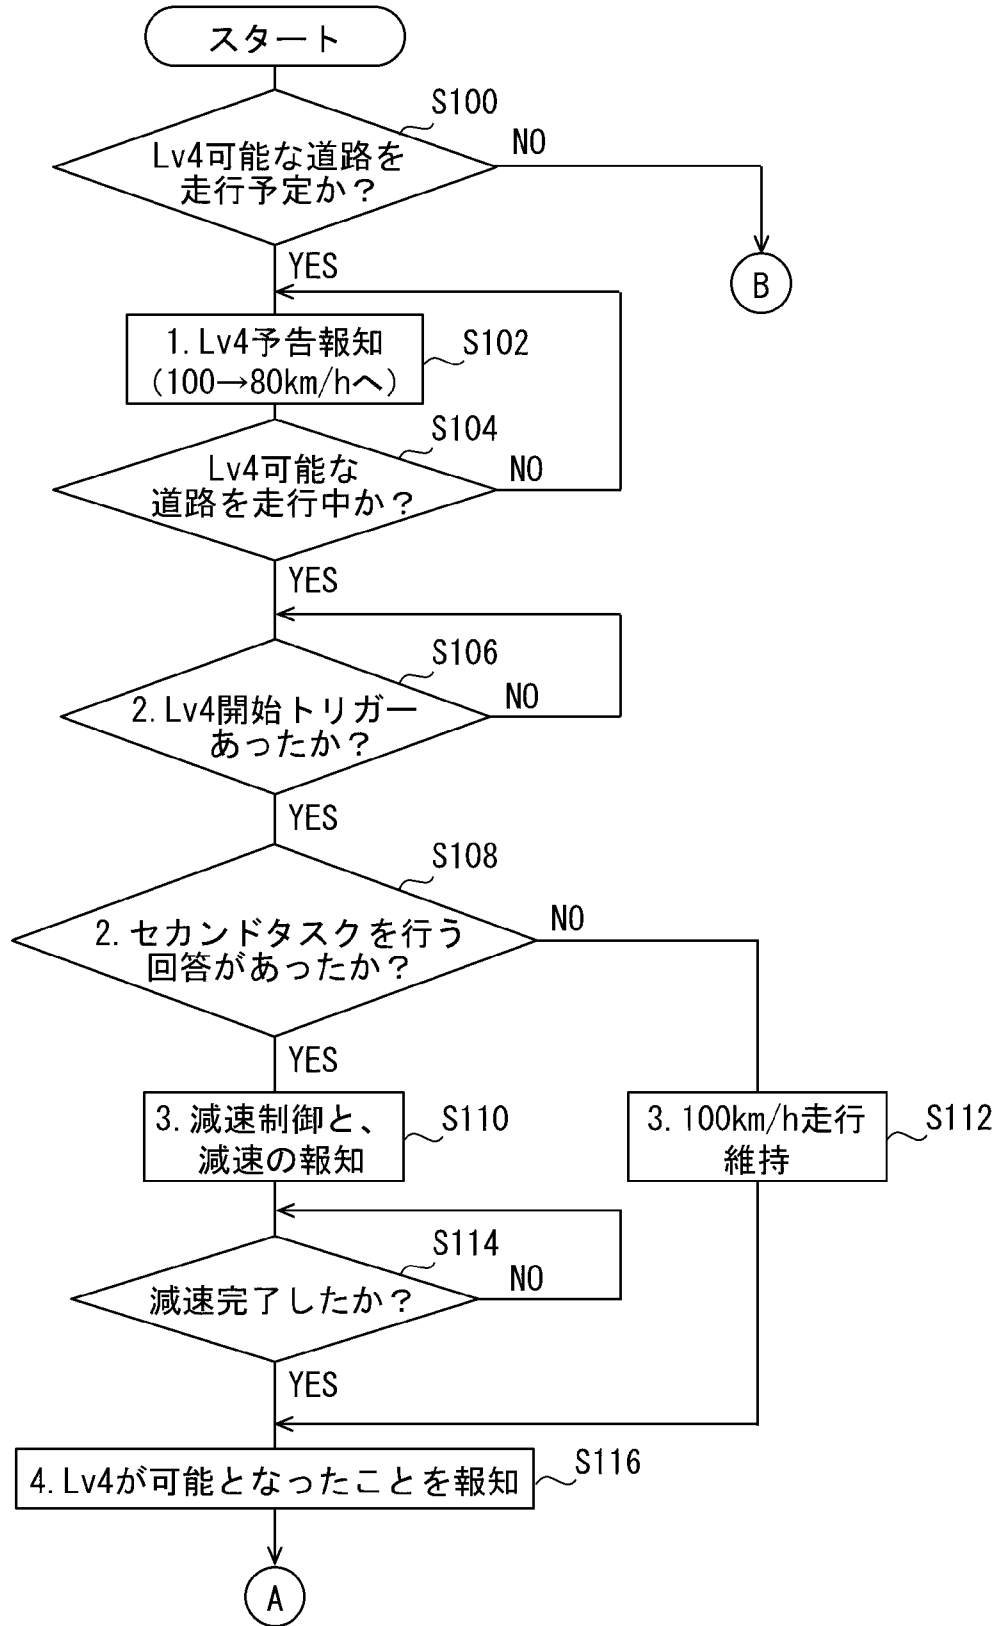 スタート
S100
Lv4可能な道路を
走行予定か?
NO
B
YES
1.Lv4予告報知
(100→80km/hへ)
S102
S104
Lv4可能な
道路を走行中か?
NO
YES
S106
2.Lv4開始トリガー
あったか?
NO
YES
S108
2.セカンドタスクを行う
回答があったか?
NO
YES
3.減速制御と、
減速の報知
S110
3.100km/h走行
維持
S112
S114
減速完了したか?
NO
YES
4.Lv4が可能となったことを報知
S116
A